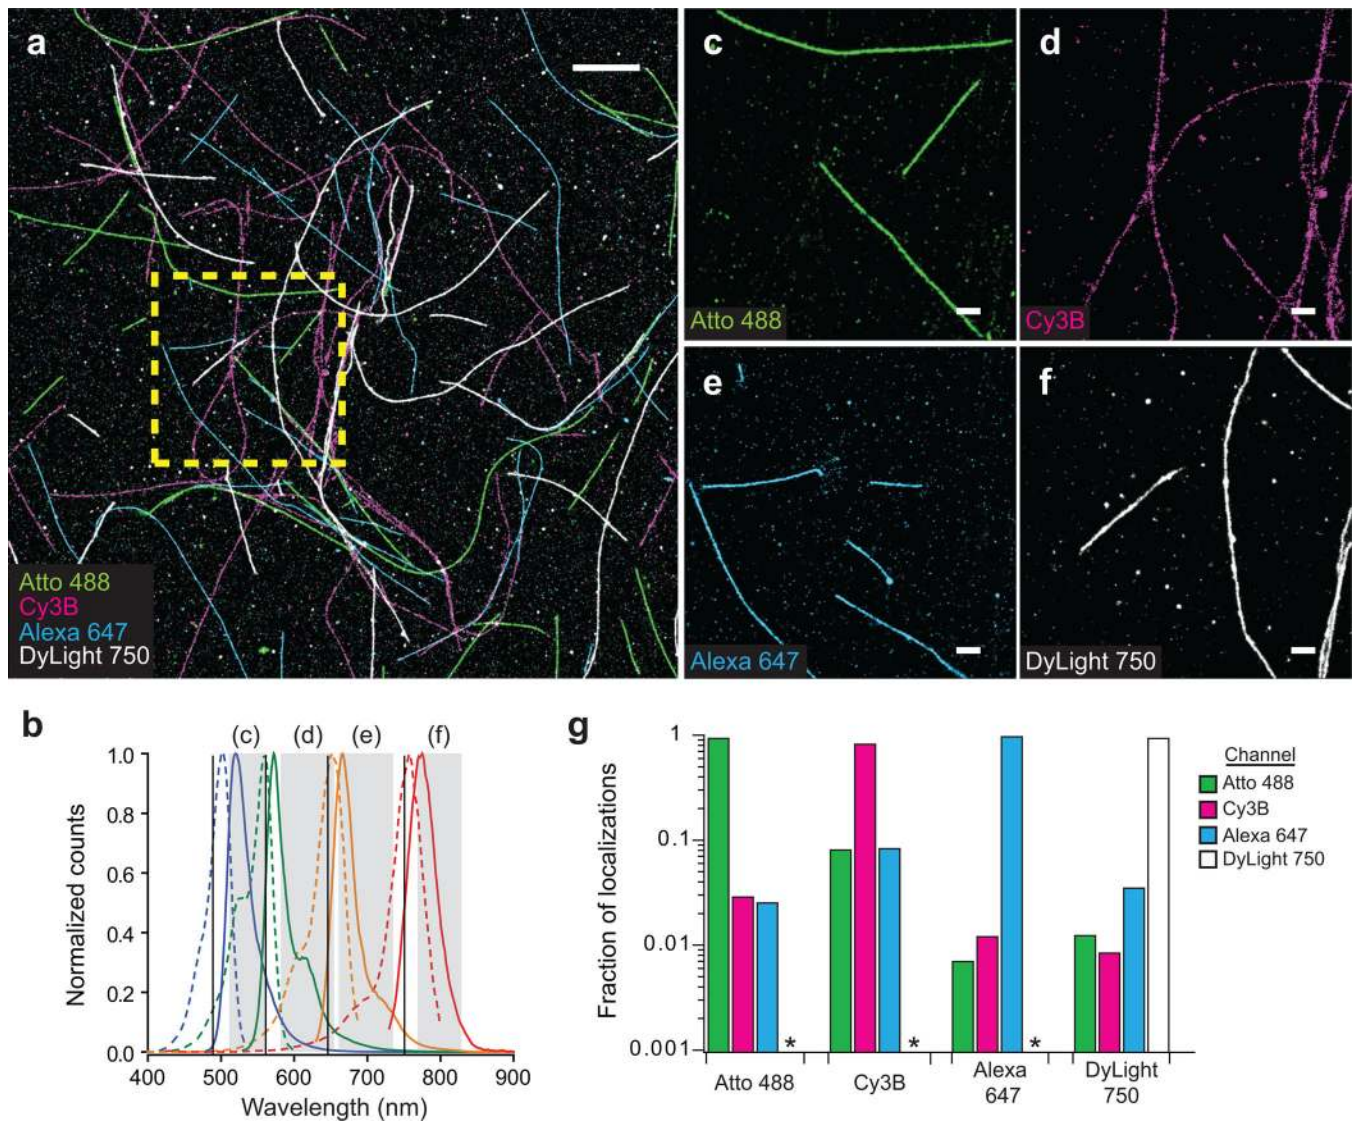 a
Atto 488
Cy3B
Alexa 647
DyLight 750
c
Atto 488
d
Cy3B
e
Alexa 647
f
DyLight 750
b
(c) (d) (e) (f)
Normalized counts
1.0
0.8
0.6
0.4
0.2
0.0
400 500 600 700 800 900
Wavelength (nm)
g
Fraction of localizations
1
0.1
0.01
0.001
* * *
Atto 488
Cy3B
Alexa
647
DyLight
750
Channel
Atto 488
Cy3B
Alexa 647
DyLight 750